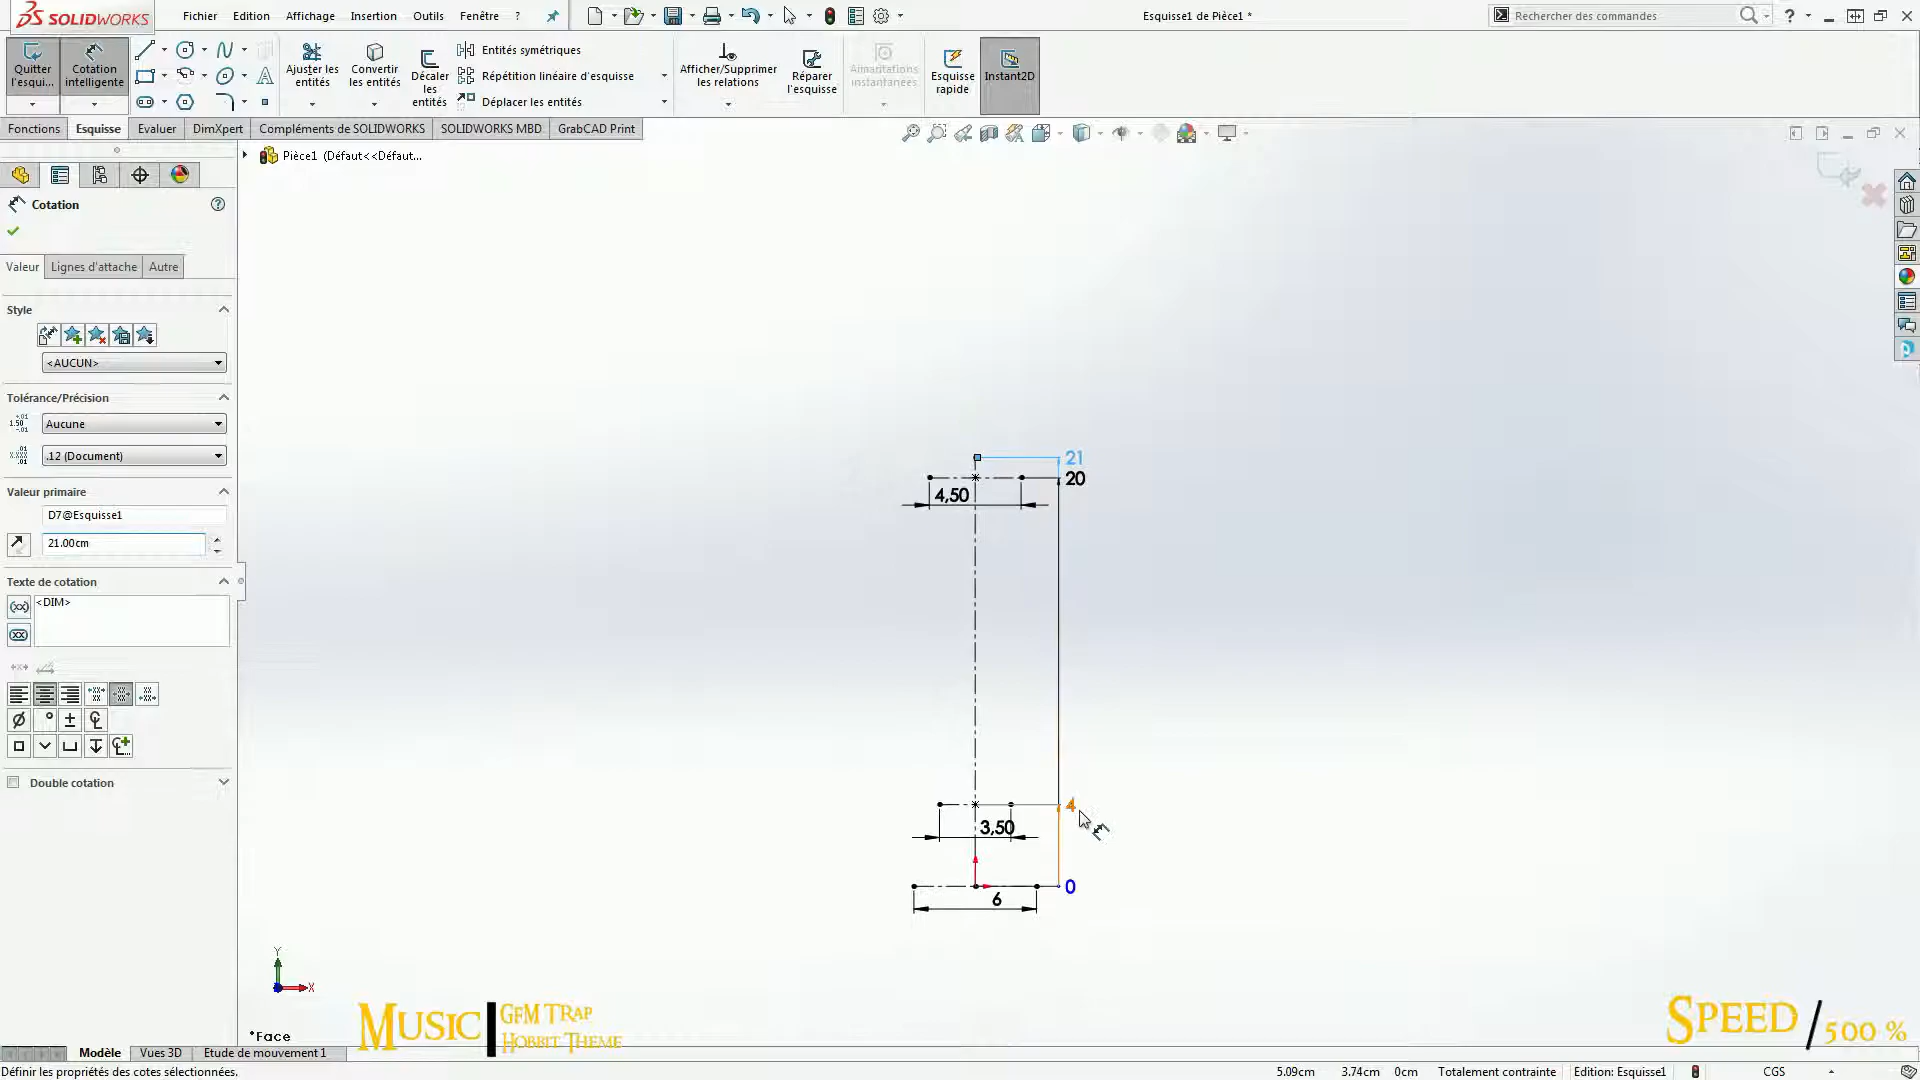 SOLIDWORKS
Fichier
Edition
Affichage
Insertion
Outils
Fenêtre
?
Esquisse1 de Pièce1 *
Rechercher des commandes
?
Quitter
l'esqui...
Cotation
intelligente
Ajuster les
entités
Convertir
les entités
Décaler
les
entités
Entités symétriques
Répétition linéaire d'esquisse
Déplacer les entités
Afficher/Supprimer
les relations
Réparer
l'esquisse
Aimantations
instantanées
Esquisse
rapide
Instant2D
Fonctions
Esquisse
Evaluer
DimXpert
Compléments de SOLIDWORKS
SOLIDWORKS MBD
GrabCAD Print
Pièce1 (Défaut<<Défaut...
Cotation
Valeur
Lignes d'attache
Autre
Style
<AUCUN>
Tolérance/Précision
Aucune
.12 (Document)
Valeur primaire
D7@Esquisse1
21.00cm
Texte de cotation
<DIM>
Double cotation
21
20
4,50
4
3,50
0
6
Y
X
*Face
Music
GFM Trap
Hobbit Theme
Speed / 500 %
Modèle
Vues 3D
Etude de mouvement 1
Définir les propriétés des cotes sélectionnées.
5.09cm
3.74cm
0cm
Totalement contrainte
Edition: Esquisse1
CGS